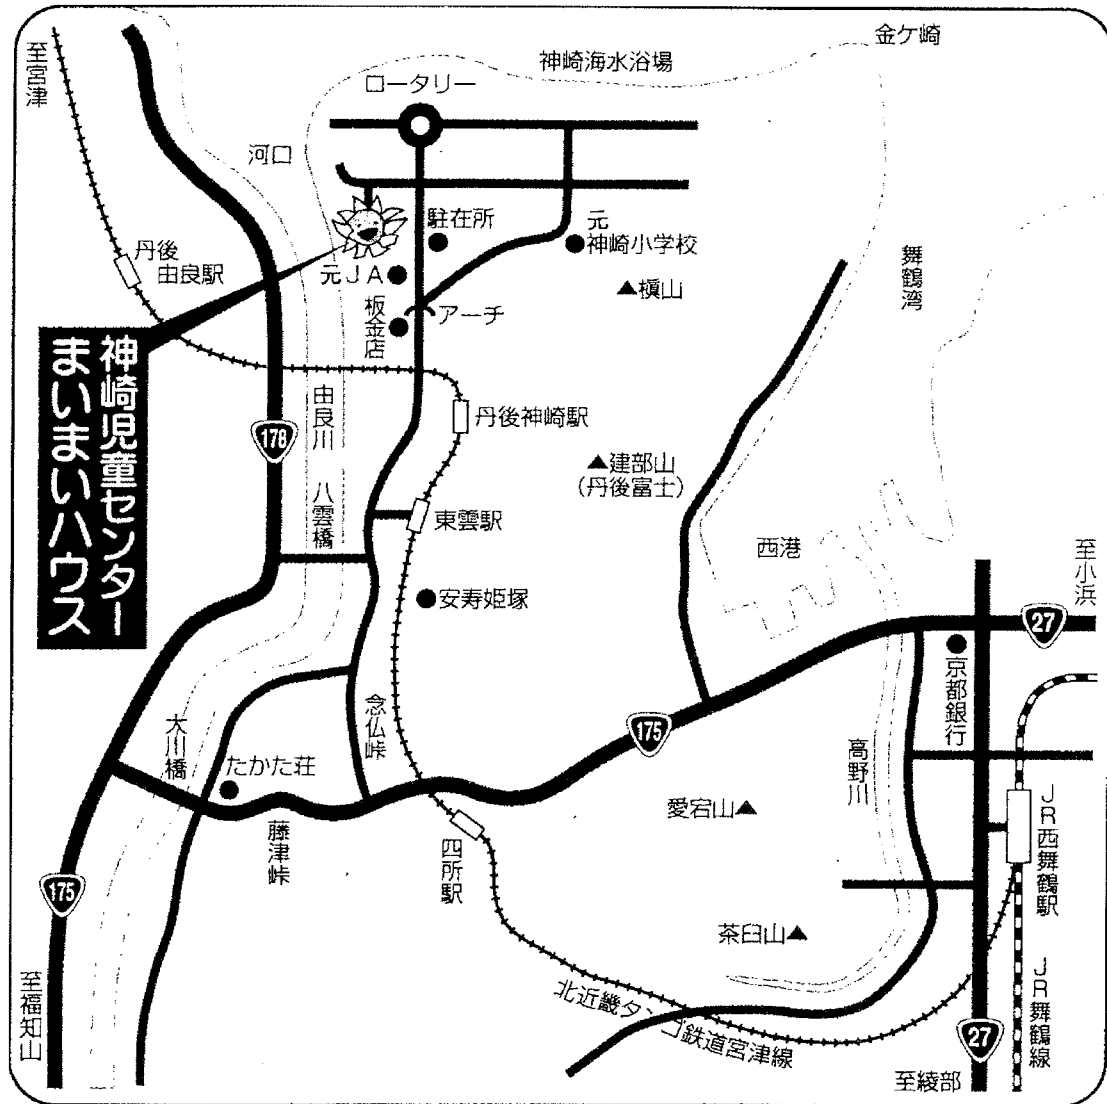 金ケ崎
至宮津
神崎海水浴場
ロータリー
河口
駐在所
元
神崎小学校
丹後
由良駅
元JA
槇山
舞鶴湾
アーチ
板金店
神崎児童センター
まいまいハウス
由良川
丹後神崎駅
178
建部山
(丹後富士)
八雲橋
東雲駅
西港
至小浜
安寿姫塚
27
京都銀行
大川橋
念仏峠
175
高野川
たかた荘
愛宕山
JR西舞鶴駅
藤津峠
四所駅
175
茶臼山
至福知山
北近畿タンゴ鉄道宮津線
JR舞鶴線
27
至綾部